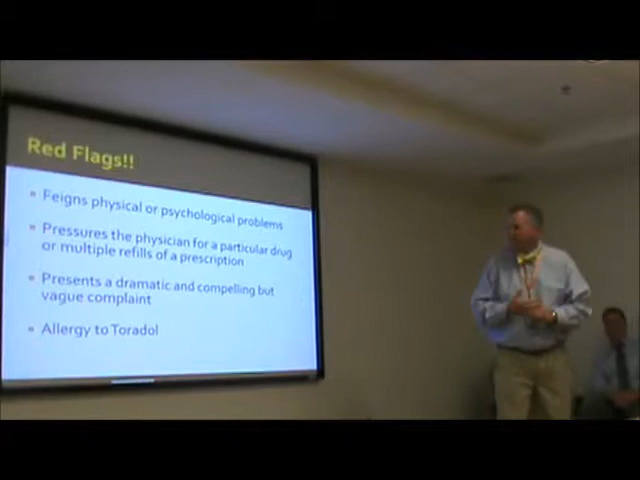 Red Flags!!
Feigns physical or psychological problems
Pressures the physician for a particular drug
or multiple refills of a prescription
Presents a dramatic and compelling but
vague complaint
Allergy to Toradol